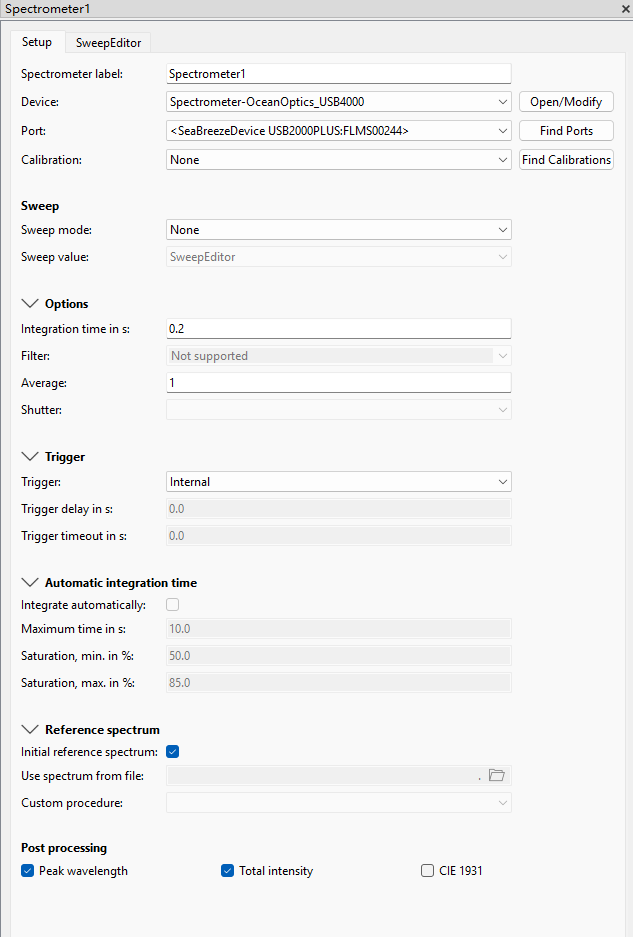 Spectrometer1
Setup SweepEditor
Spectrometer label: Spectrometer1
Device: Spectrometer-OceanOptics_USB4000 Open/Modify
Port: <SeaBreezeDevice USB2000PLUS:FLMS00244> Find Ports
Calibration: None Find Calibrations
Sweep
Sweep mode: None
Sweep value: SweepEditor
Options
Integration time in s: 0.2
Filter: Not supported
Average: 1
Shutter:
Trigger
Trigger: Internal
Trigger delay in s: 0.0
Trigger timeout in s: 0.0
Automatic integration time
Integrate automatically:
Maximum time in s: 10.0
Saturation, min. in %: 50.0
Saturation, max. in %: 85.0
Reference spectrum
Initial reference spectrum:
Use spectrum from file: .
Custom procedure:
Post processing
Peak wavelength Total intensity CIE 1931